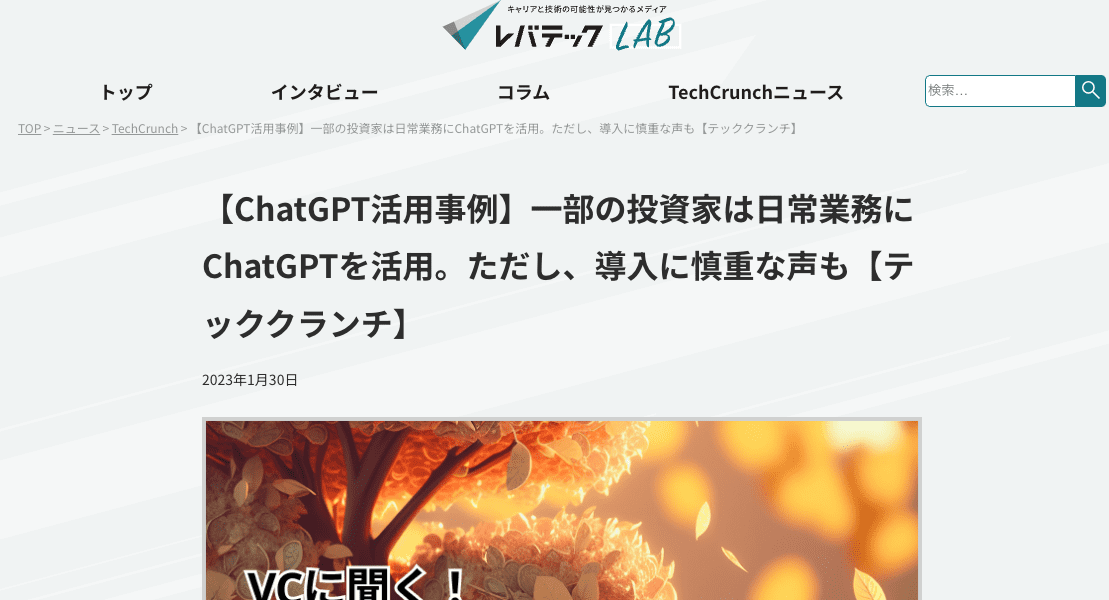 キャリアと技術の可能性が見つかるメディア
レバテック LAB
トップ インタビュー コラム TechCrunchニュース 検索...
TOP > ニュース > TechCrunch > 【ChatGPT活用事例】一部の投資家は日常業務にChatGPTを活用。ただし、導入に慎重な声も【テッククランチ】
【ChatGPT活用事例】一部の投資家は日常業務に
ChatGPTを活用。ただし、導入に慎重な声も【テ
ッククランチ】
2023年1月30日
VCに聞く！